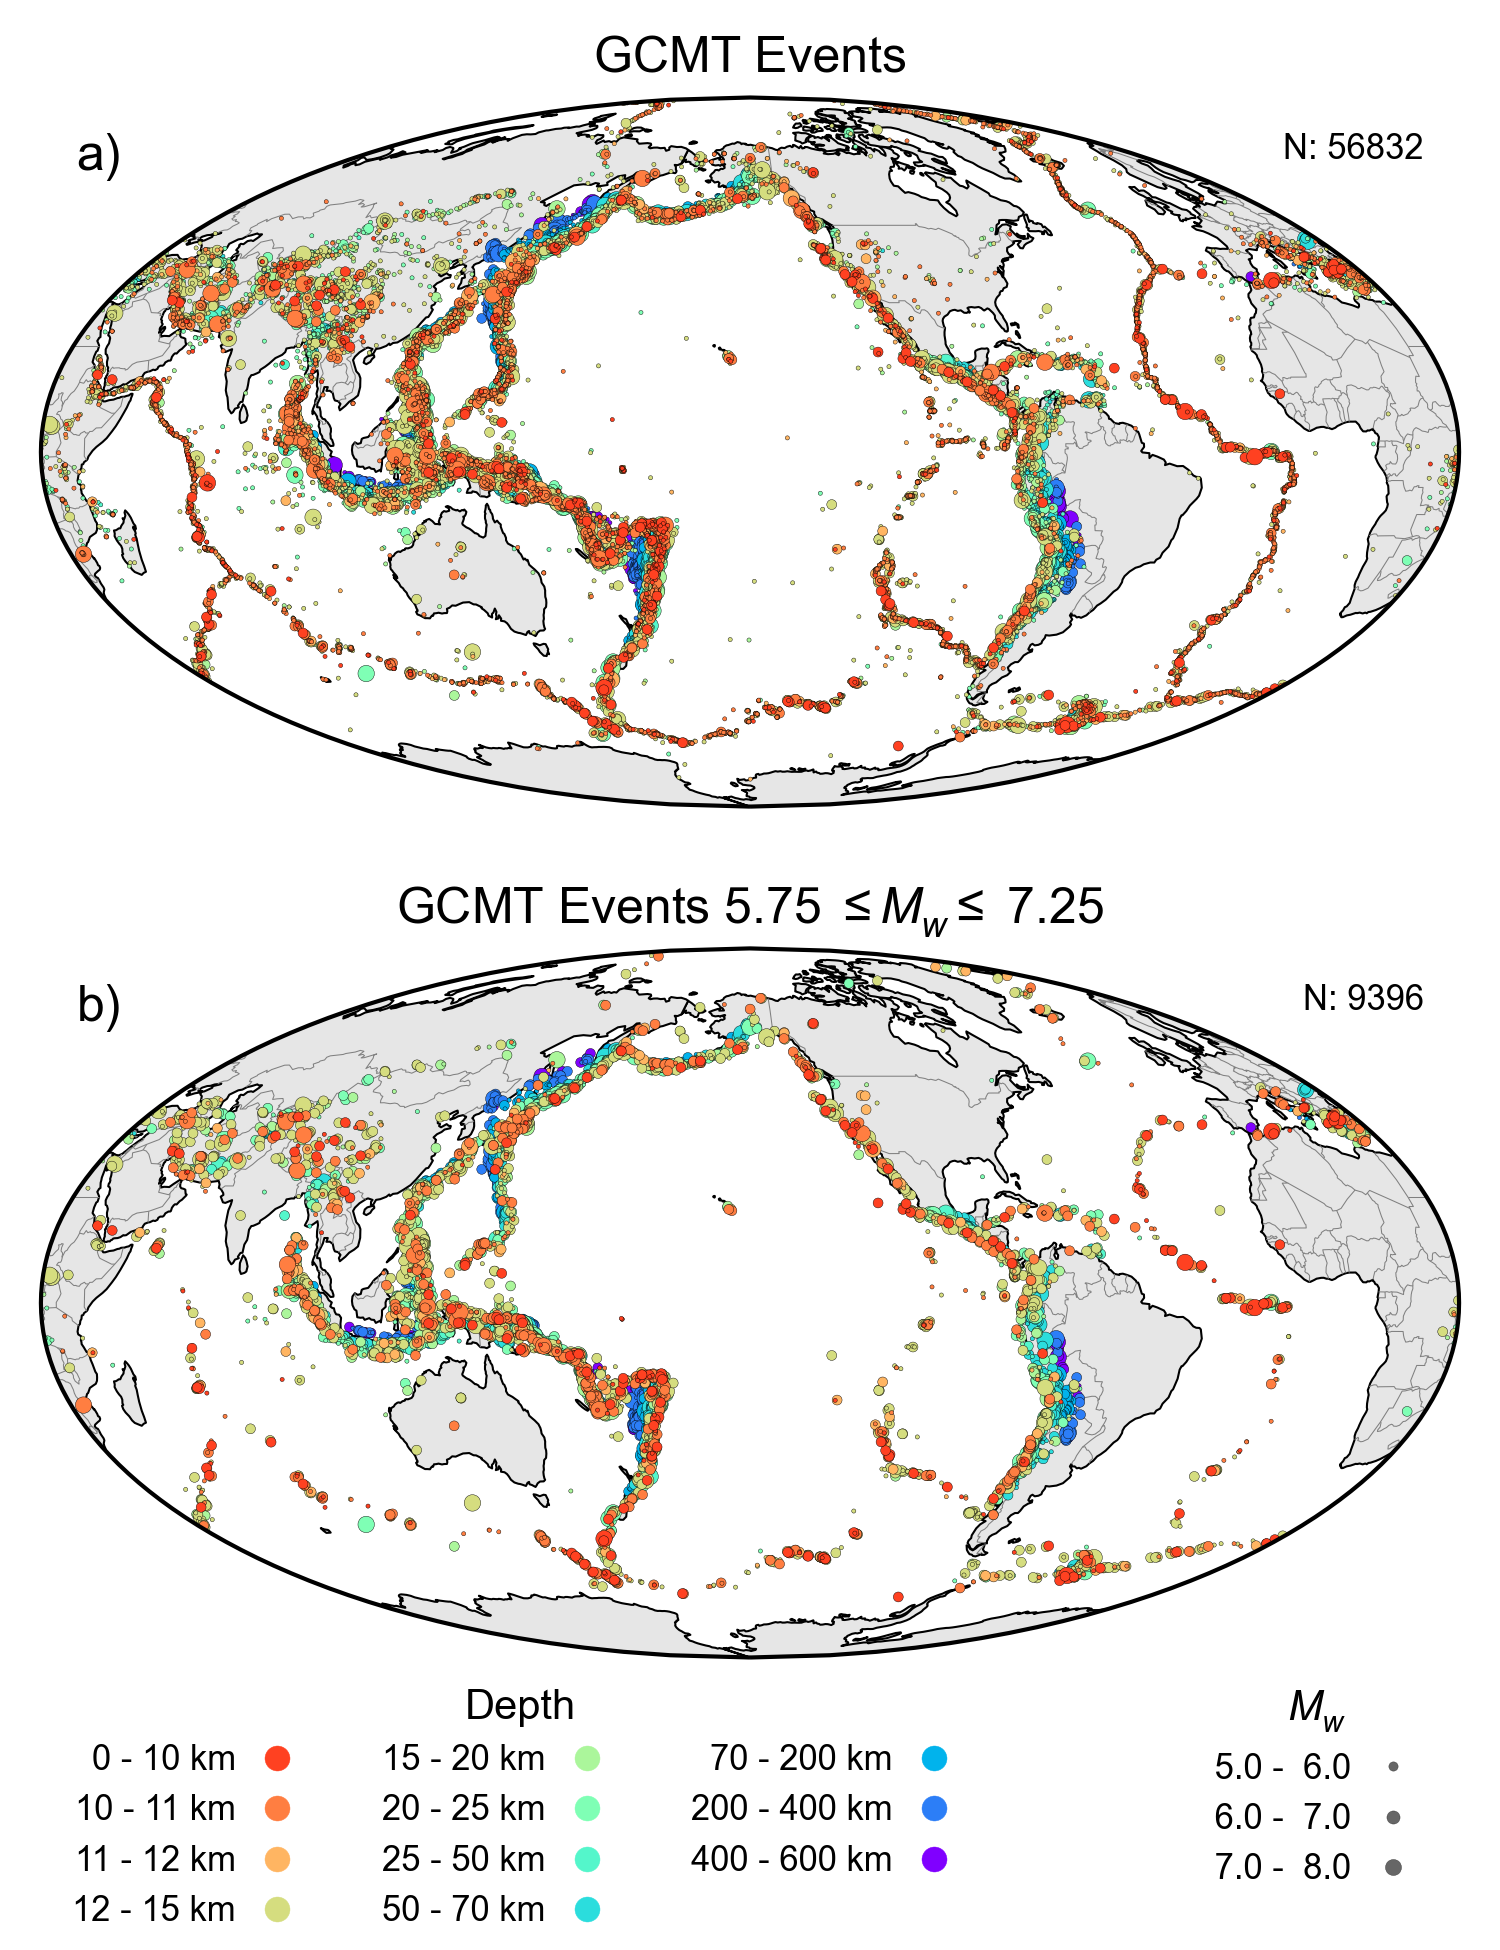 GCMT Events
a)
N: 56832
GCMT Events 5.75 ≤ Mw ≤ 7.25
b)
N: 9396
Depth
0 - 10 km
10 - 11 km
11 - 12 km
12 - 15 km
15 - 20 km
20 - 25 km
25 - 50 km
50 - 70 km
70 - 200 km
200 - 400 km
400 - 600 km
Mw
5.0 - 6.0
6.0 - 7.0
7.0 - 8.0